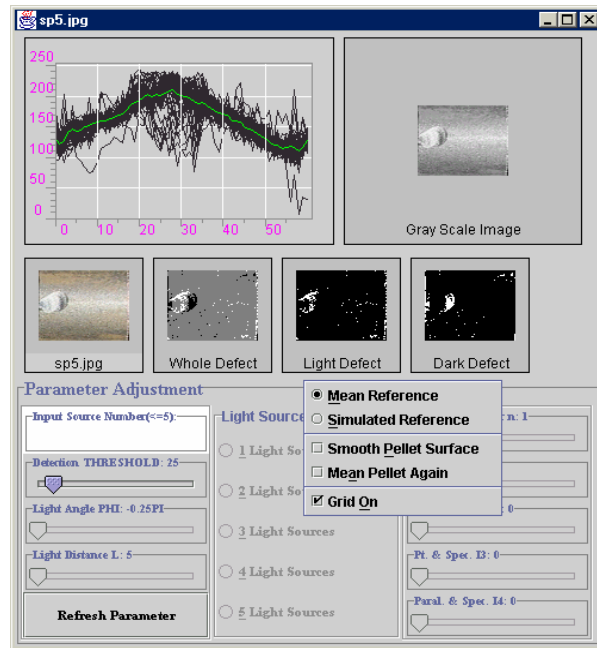 sp5.jpg
250
200
150
100
50
0
0 10 20 30 40 50
Gray Scale Image
sp5.jpg
Whole Defect
Light Defect
Dark Defect
Parameter Adjustment
Input Source Number(<=5):
Detection THRESHOLD: 25
Light Angle PHI: -0.25PI
Light Distance L: 5
Refresh Parameter
Light Source
1 Light So
2 Light So
3 Light Sources
4 Light Sources
5 Light Sources
Mean Reference
Simulated Reference
Smooth Pellet Surface
Mean Pellet Again
Grid On
n: 1
: 0
Pt. & Spec. I3: 0
Paral. & Spec. I4: 0